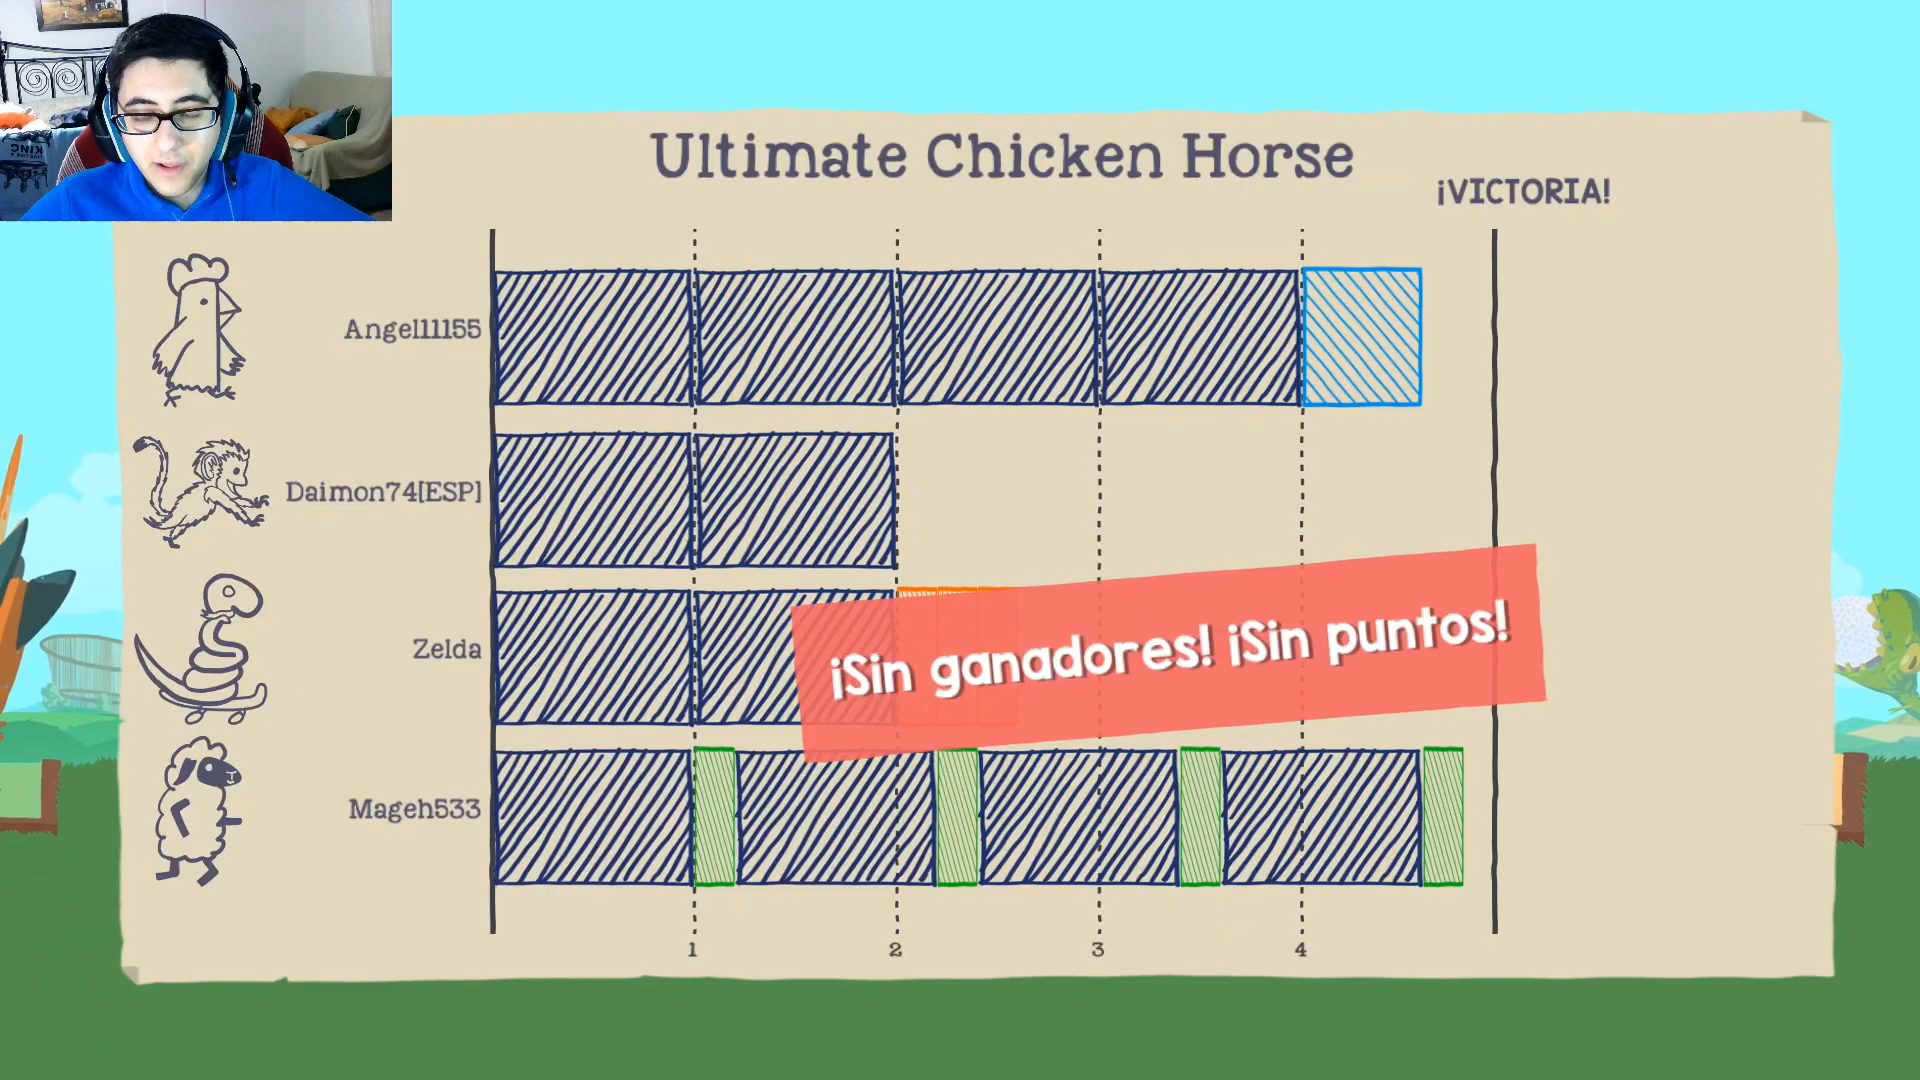 Ultimate Chicken Horse
¡VICTORIA!
Angel11155
Daimon74[ESP]
Zelda
¡Sin ganadores! ¡Sin puntos!
Mageh533
1 2 3 4